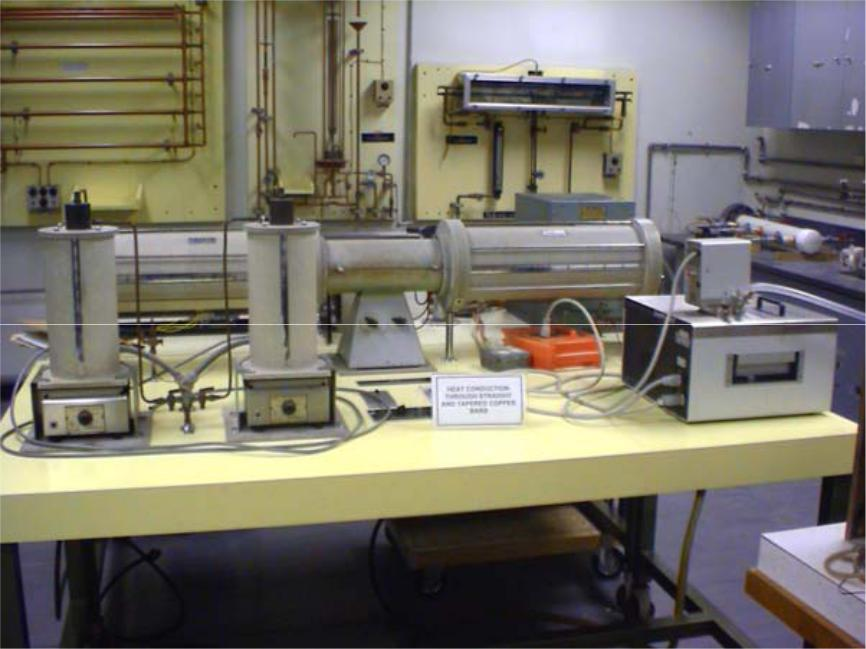 HEAT CONDUCTION
THROUGH STRAIGHT
AND TAPERED COPPER
BARS